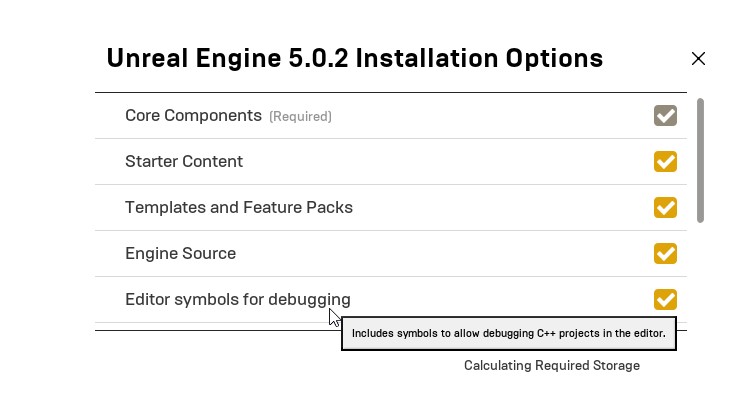 Unreal Engine 5.0.2 Installation Options
Core Components (Required)
Starter Content
Templates and Feature Packs
Engine Source
Editor symbols for debugging
Includes symbols to allow debugging C++ projects in the editor.
Calculating Required Storage